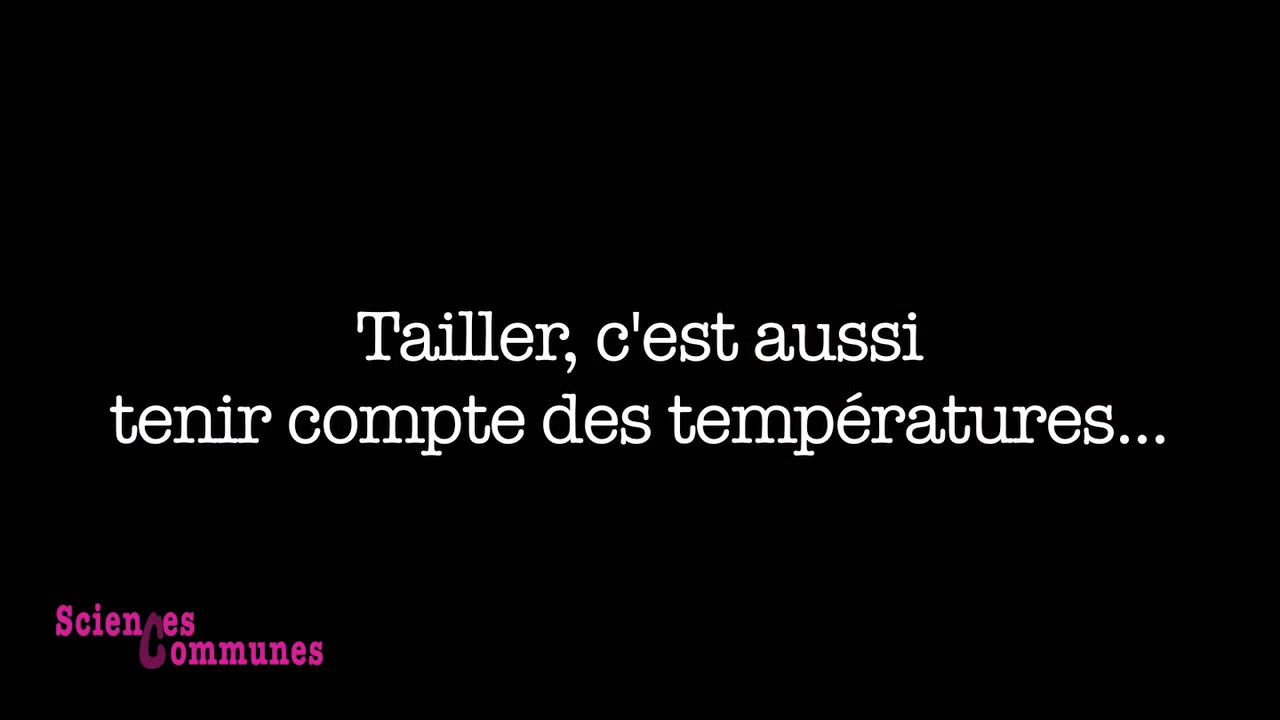 Tailler, c'est aussi
tenir compte des températures...
Sciences
Communes